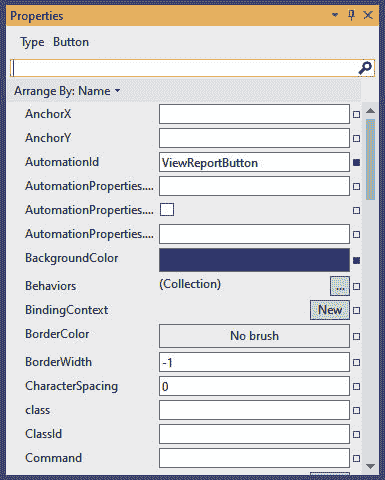 Properties
Type Button
Arrange By: Name
AnchorX
AnchorY
AutomationId ViewReportButton
AutomationProperties....
AutomationProperties....
AutomationProperties....
BackgroundColor
Behaviors (Collection) ...
BindingContext New
BorderColor No brush
BorderWidth -1
CharacterSpacing 0
class
ClassId
Command